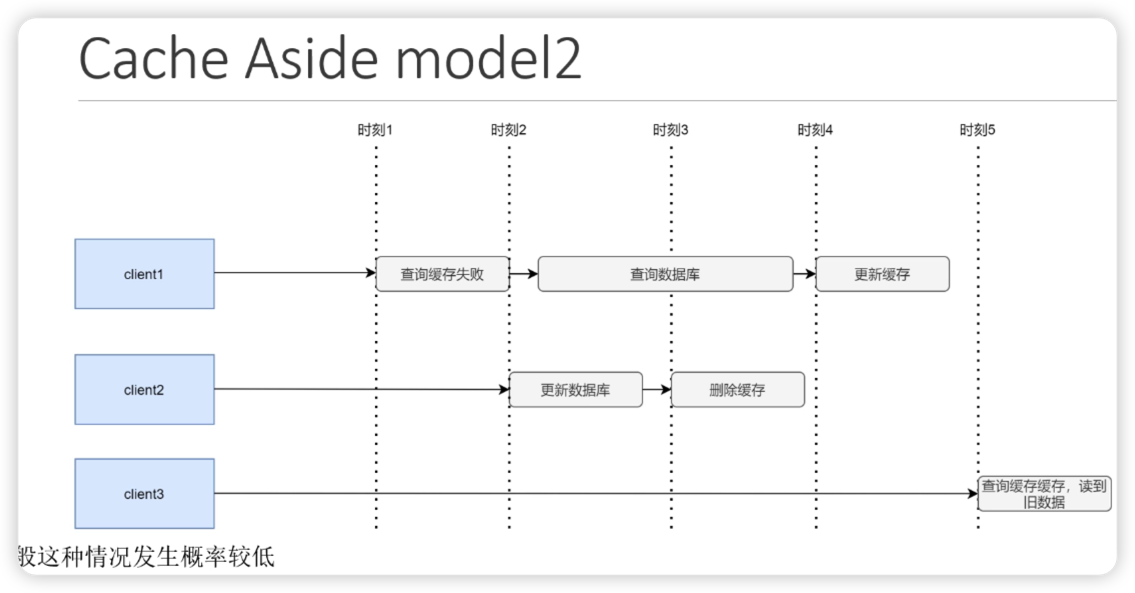 Cache Aside model2
时刻1
时刻2
时刻3
时刻4
时刻5
client1
查询缓存失败
查询数据库
更新缓存
client2
更新数据库
删除缓存
client3
查询缓存缓存，读到
旧数据
般这种情况发生概率较低